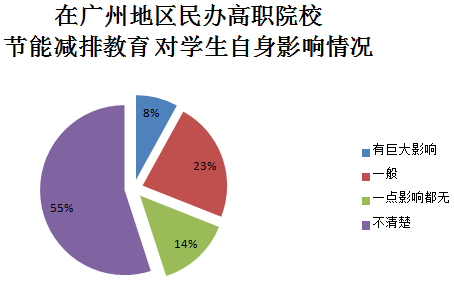 在广州地区民办高职院校
节能减排教育对学生自身影响情况
8%
23%
14%
55%
有巨大影响
一般
一点影响都无
不清楚